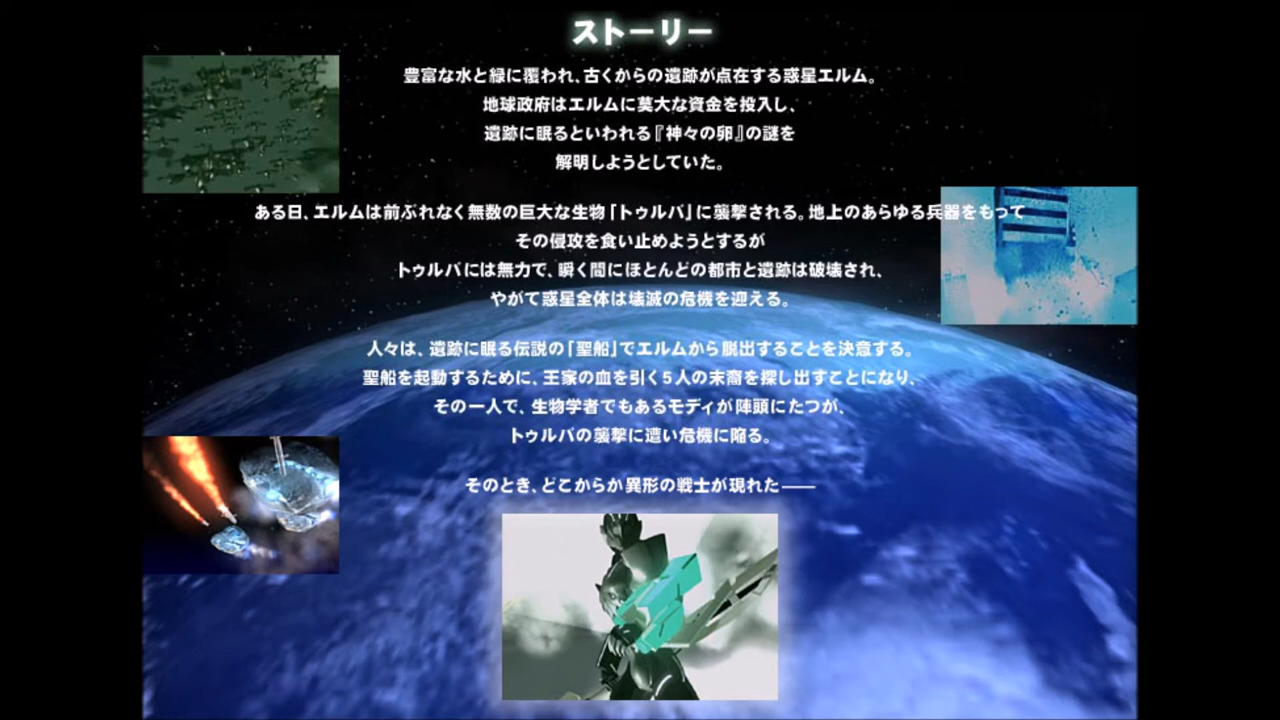 ストーリー
豊富な水と緑に覆われ、古くからの遺跡が点在する惑星エルム。
地球政府はエルムに莫大な資金を投入し、
遺跡に眠るといわれる『神々の卵』の謎を
解明しようとしていた。
ある日、エルムは前ぶれなく無数の巨大な生物「トゥルバ」に襲撃される。地上のあらゆる兵器をもって
その侵攻を食い止めようとするが
トゥルバには無力で、瞬く間にほとんどの都市と遺跡は破壊され、
やがて惑星全体は壊滅の危機を迎える。
人々は、遺跡に眠る伝説の「聖船」でエルムから脱出することを決意する。
聖船を起動するために、王家の血を引く5人の末裔を探し出すことになり、
その一人で、生物学者でもあるモディが陣頭にたつが、
トゥルバの襲撃に遭い危機に陥る。
そのとき、どこからか異形の戦士が現れた――